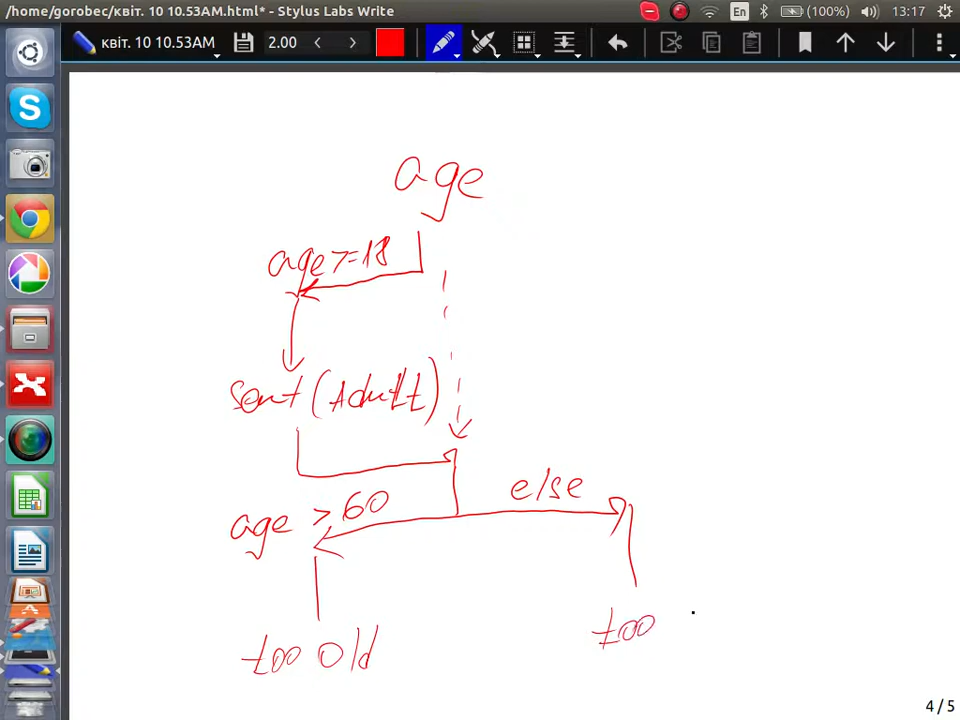 /home/gorobec/квіт. 10 10.53AM.html* - Stylus Labs Write
En (100%) 13:17
квіт. 10 10.53AM 2.00
age
age >=18
(Adult)
else
age > 60
too
too Old
4 / 5